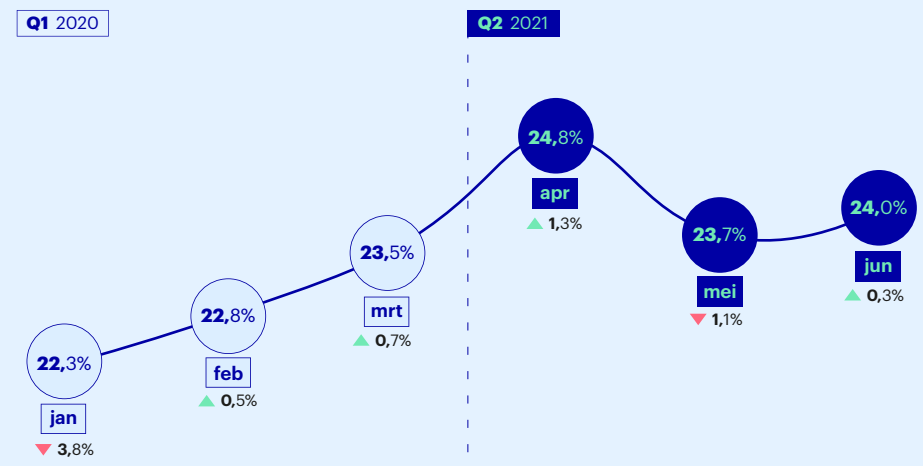 Q1 2020
22,3%
jan
3,8%
22,8%
feb
0,5%
23,5%
mrt
0,7%
Q2 2021
24,8%
apr
1,3%
23,7%
mei
1,1%
24,0%
jun
0,3%